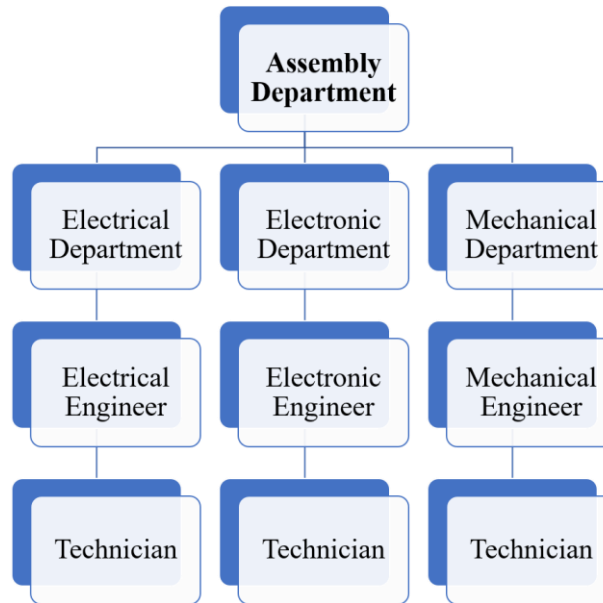 Assembly
Department
Electrical
Department
Electronic
Department
Mechanical
Department
Electrical
Engineer
Electronic
Engineer
Mechanical
Engineer
Technician
Technician
Technician